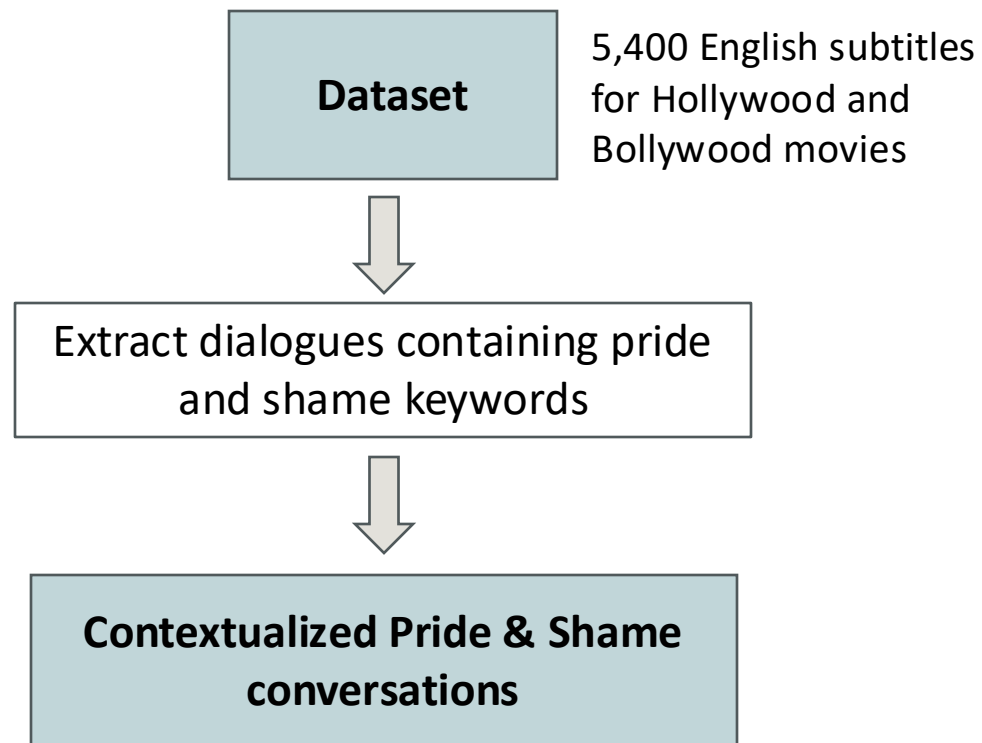 Dataset
5,400 English subtitles
for Hollywood and
Bollywood movies
Extract dialogues containing pride
and shame keywords
Contextualized Pride & Shame
conversations